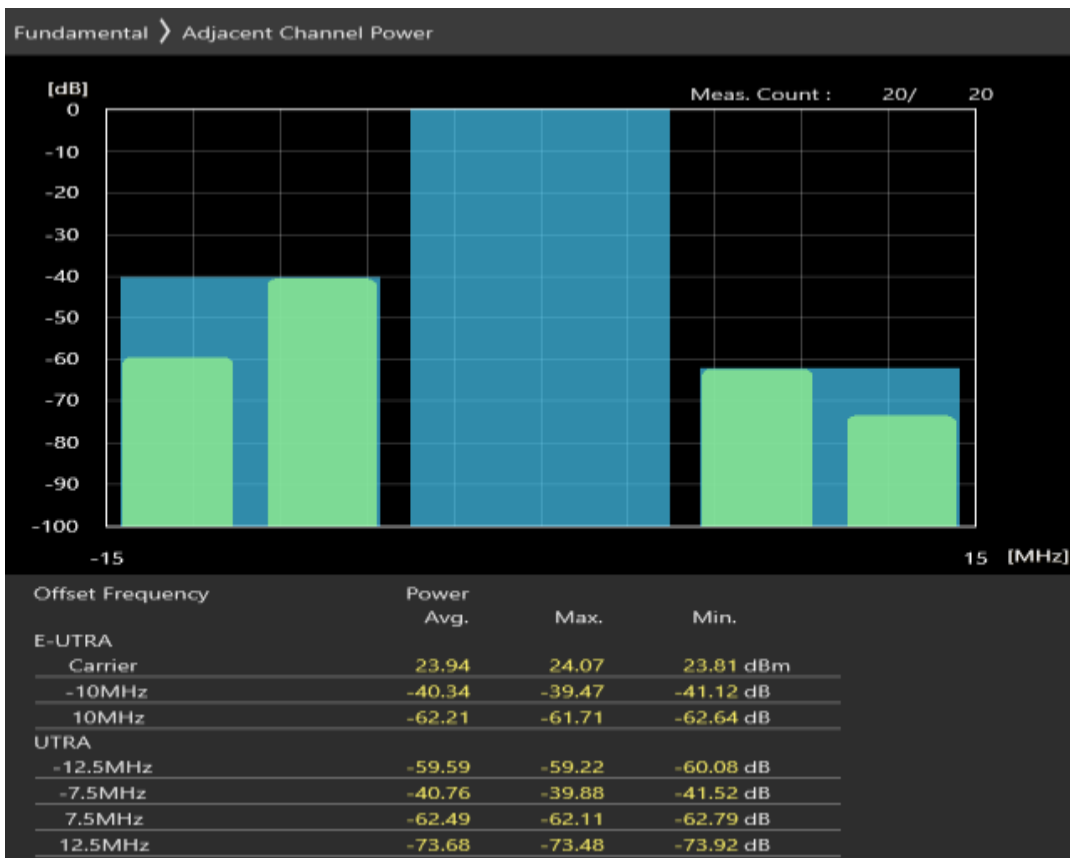 Fundamental ❯ Adjacent Channel Power
[dB]
Meas. Count : 20/ 20
0
-10
-20
-30
-40
-50
-60
-70
-80
-90
-100
-15 15 [MHz]
Offset Frequency Power
Avg. Max. Min.
E-UTRA
Carrier 23.94 24.07 23.81 dBm
-10MHz -40.34 -39.47 -41.12 dB
10MHz -62.21 -61.71 -62.64 dB
UTRA
-12.5MHz -59.59 -59.22 -60.08 dB
-7.5MHz -40.76 -39.88 -41.52 dB
7.5MHz -62.49 -62.11 -62.79 dB
12.5MHz -73.68 -73.48 -73.92 dB